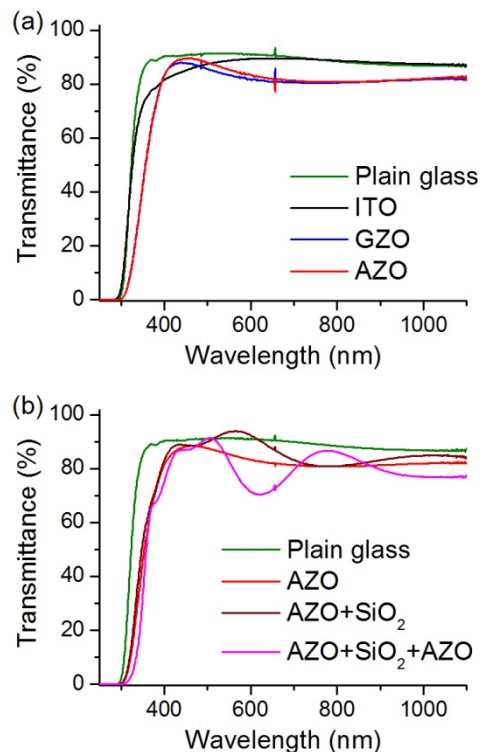 (a)
100
80
60
40
20
0
Transmittance (%)
Plain glass
ITO
GZO
AZO
400 600 800 1000
Wavelength (nm)
(b)
100
80
60
40
20
0
Transmittance (%)
Plain glass
AZO
AZO+SiO₂
AZO+SiO₂+AZO
400 600 800 1000
Wavelength (nm)